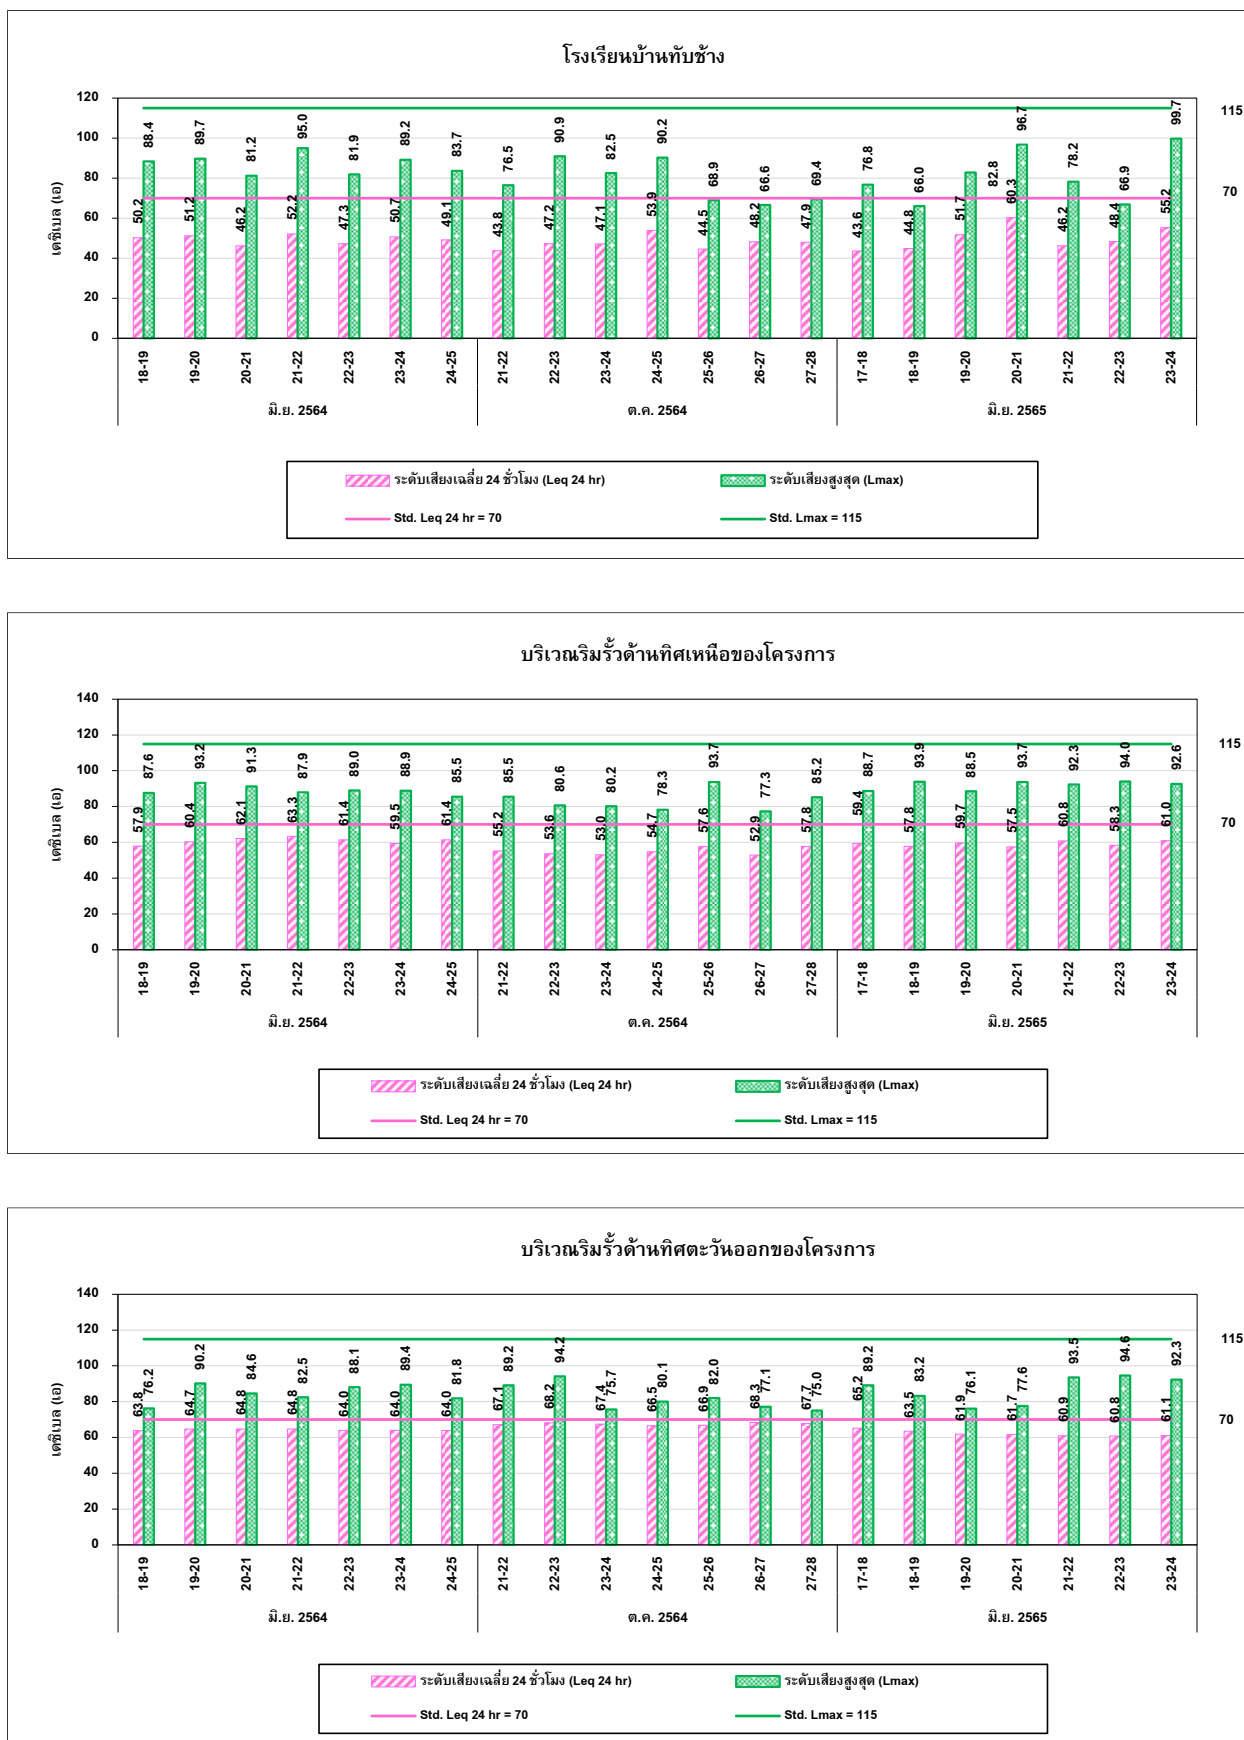 โรงเรียนบ้านทับช้าง
เดซิเบล (เอ)
120
100
80
60
40
20
0
115
70
88.4 89.7 81.2 95.0 81.9 89.2 83.7 76.5 90.9 82.5 90.2 68.9 66.6 69.4 76.8 66.0 82.8 96.7 78.2 66.9 99.7
50.2 51.2 46.2 52.2 47.3 50.7 49.1 43.8 47.2 47.1 53.9 44.5 48.2 47.9 43.6 44.8 51.7 60.3 46.2 48.4 55.2
18-19 19-20 20-21 21-22 22-23 23-24 24-25 21-22 22-23 23-24 24-25 25-26 26-27 27-28 17-18 18-19 19-20 20-21 21-22 22-23 23-24
มิ.ย. 2564 ต.ค. 2564 มิ.ย. 2565
ระดับเสียงเฉลี่ย 24 ชั่วโมง (Leq 24 hr) ระดับเสียงสูงสุด (Lmax)
Std. Leq 24 hr = 70 Std. Lmax = 115
บริเวณริมรั้วด้านทิศเหนือของโครงการ
เดซิเบล (เอ)
140
120
100
80
60
40
20
0
115
70
87.6 93.2 91.3 87.9 89.0 88.9 85.5 85.5 80.6 80.2 78.3 93.7 77.3 85.2 88.7 93.9 88.5 93.7 92.3 94.0 92.6
57.9 60.4 62.1 63.3 61.4 59.5 61.4 55.2 53.6 53.0 54.7 57.6 52.9 57.8 59.4 57.8 59.7 57.5 60.8 58.3 61.0
18-19 19-20 20-21 21-22 22-23 23-24 24-25 21-22 22-23 23-24 24-25 25-26 26-27 27-28 17-18 18-19 19-20 20-21 21-22 22-23 23-24
มิ.ย. 2564 ต.ค. 2564 มิ.ย. 2565
ระดับเสียงเฉลี่ย 24 ชั่วโมง (Leq 24 hr) ระดับเสียงสูงสุด (Lmax)
Std. Leq 24 hr = 70 Std. Lmax = 115
บริเวณริมรั้วด้านทิศตะวันออกของโครงการ
เดซิเบล (เอ)
140
120
100
80
60
40
20
0
115
70
76.2 90.2 84.6 82.5 88.1 89.4 81.8 89.2 94.2 75.7 80.1 82.0 77.1 75.0 89.2 83.2 76.1 77.6 93.5 94.6 92.3
63.8 64.7 64.8 64.8 64.0 64.0 64.0 67.1 68.2 67.4 66.5 66.9 68.3 67.7 65.2 63.5 61.9 61.7 60.9 60.8 61.1
18-19 19-20 20-21 21-22 22-23 23-24 24-25 21-22 22-23 23-24 24-25 25-26 26-27 27-28 17-18 18-19 19-20 20-21 21-22 22-23 23-24
มิ.ย. 2564 ต.ค. 2564 มิ.ย. 2565
ระดับเสียงเฉลี่ย 24 ชั่วโมง (Leq 24 hr) ระดับเสียงสูงสุด (Lmax)
Std. Leq 24 hr = 70 Std. Lmax = 115